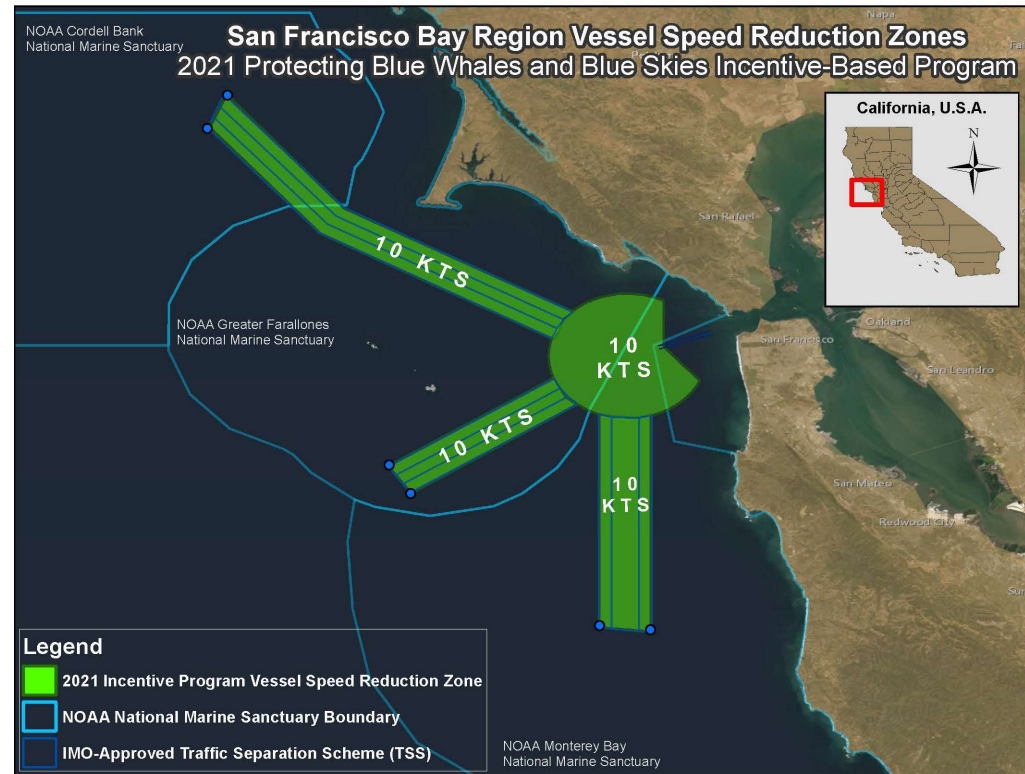 NOAA Cordell Bank
National Marine Sanctuary
San Francisco Bay Region Vessel Speed Reduction Zones
2021 Protecting Blue Whales and Blue Skies Incentive-Based Program
Napa
California, U.S.A.
N
San Rafael
10 KTS
NOAA Greater Farallones
National Marine Sanctuary
10
KTS
Oakland
San Francisco
San Leandro
10 KTS
10
KTS
San Mateo
Redwood City
Legend
2021 Incentive Program Vessel Speed Reduction Zone
NOAA National Marine Sanctuary Boundary
IMO-Approved Traffic Separation Scheme (TSS)
NOAA Monterey Bay
National Marine Sanctuary